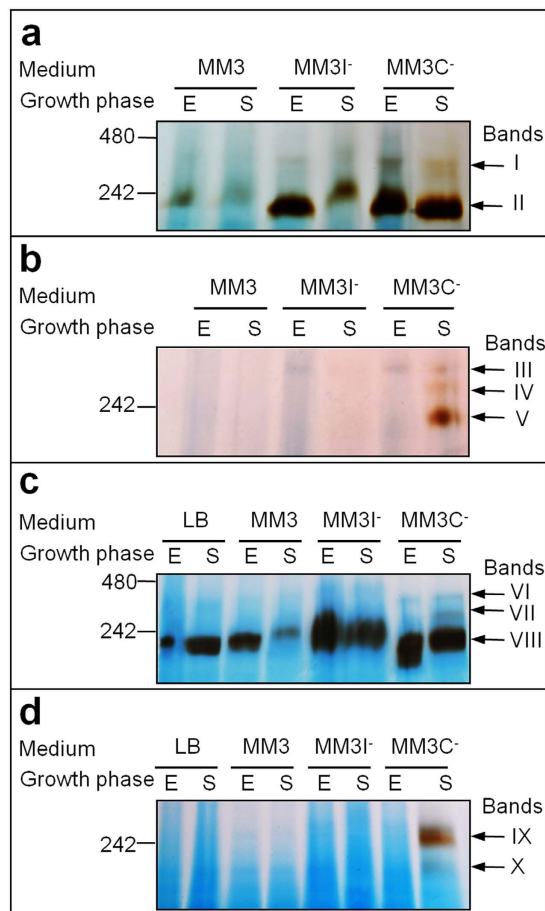 a
Medium MM3 MM3I- MM3C-
Growth phase E S E S E S
480
Bands
I
242
II
b
Medium MM3 MM3I- MM3C-
Growth phase E S E S E S
Bands
III
IV
242
V
c
Medium LB MM3 MM3I- MM3C-
Growth phase E S E S E S E S
Bands
480
VI
VII
242
VIII
d
Medium LB MM3 MM3I- MM3C-
Growth phase E S E S E S E S
Bands
IX
242
X